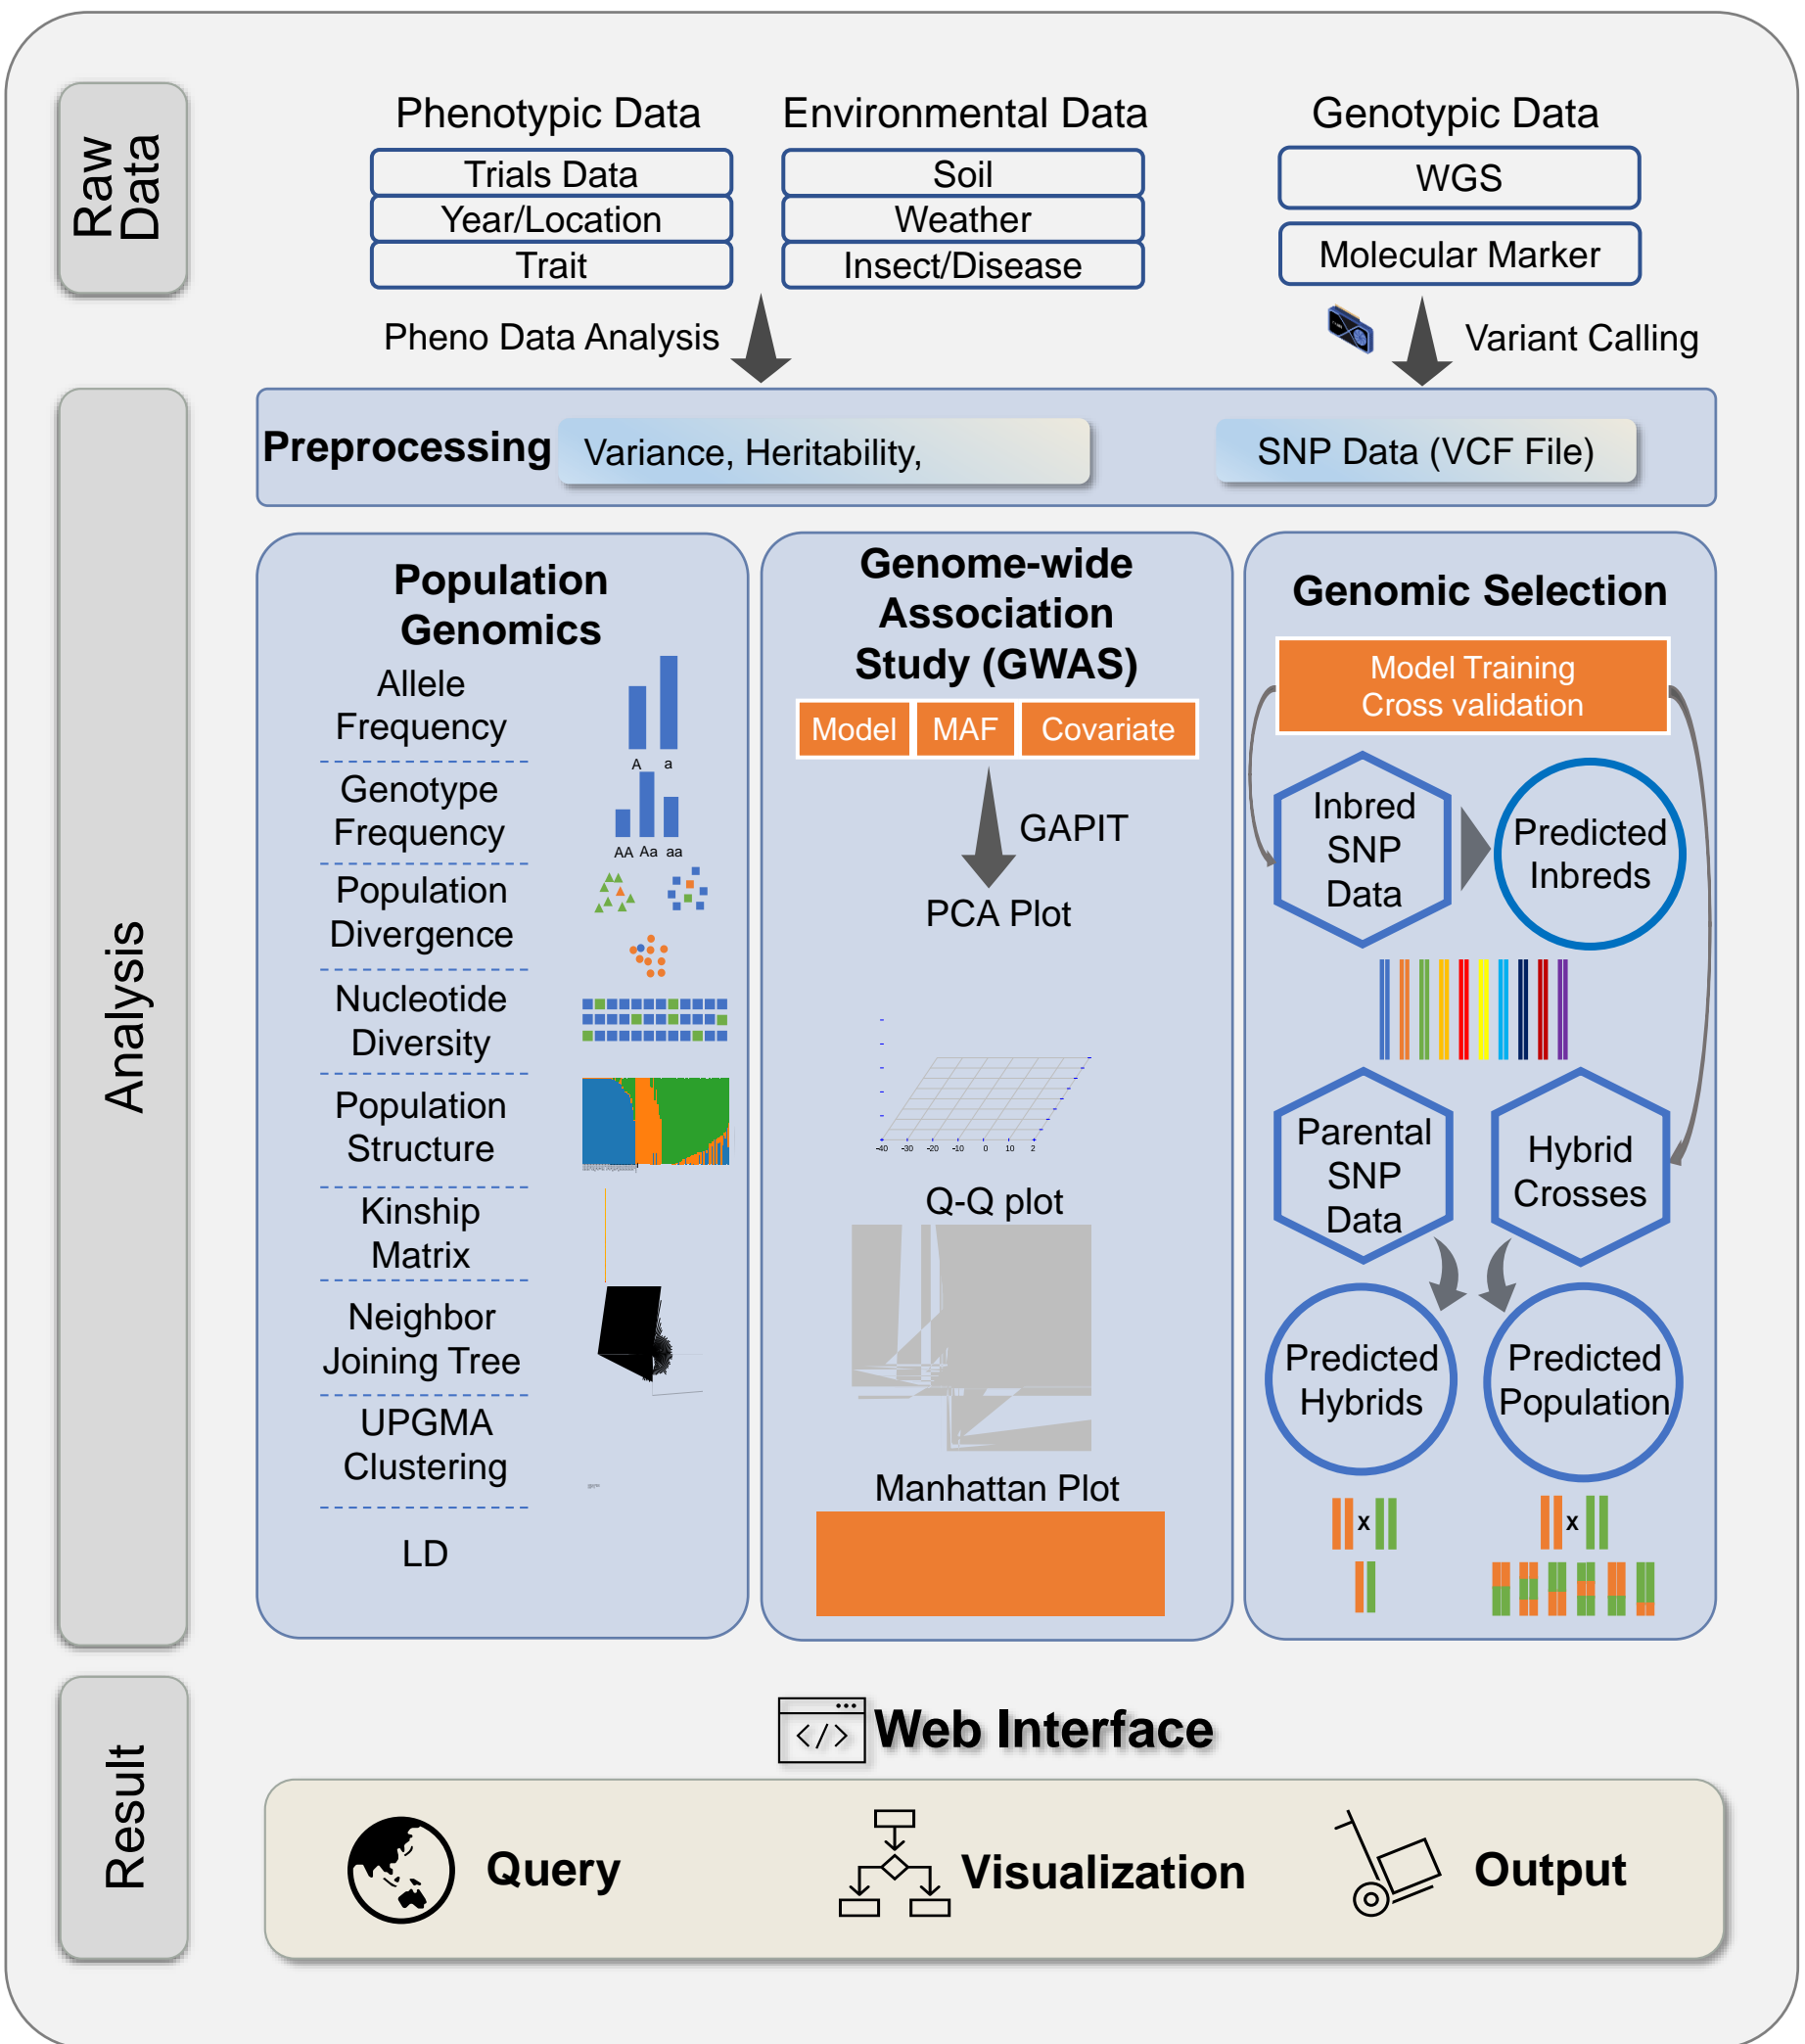 Raw
Data
Phenotypic Data
Trials Data
Year/Location
Trait
Environmental Data
Soil
Weather
Insect/Disease
Genotypic Data
WGS
Molecular Marker
Pheno Data Analysis
Variant Calling
Analysis
Preprocessing
Variance, Heritability,
SNP Data (VCF File)
Population
Genomics
Allele
Frequency
A a
Genotype
Frequency
AA Aa aa
Population
Divergence
Nucleotide
Diversity
Population
Structure
Kinship
Matrix
Neighbor
Joining Tree
UPGMA
Clustering
LD
Genome-wide
Association
Study (GWAS)
Model MAF Covariate
GAPIT
PCA Plot
-40 -30 -20 -10 0 10 2
Q-Q plot
Manhattan Plot
Genomic Selection
Model Training
Cross validation
Inbred
SNP
Data
Predicted
Inbreds
Parental
SNP
Data
Hybrid
Crosses
Predicted
Hybrids
Predicted
Population
x
x
Result
</> Web Interface
Query
Visualization
Output